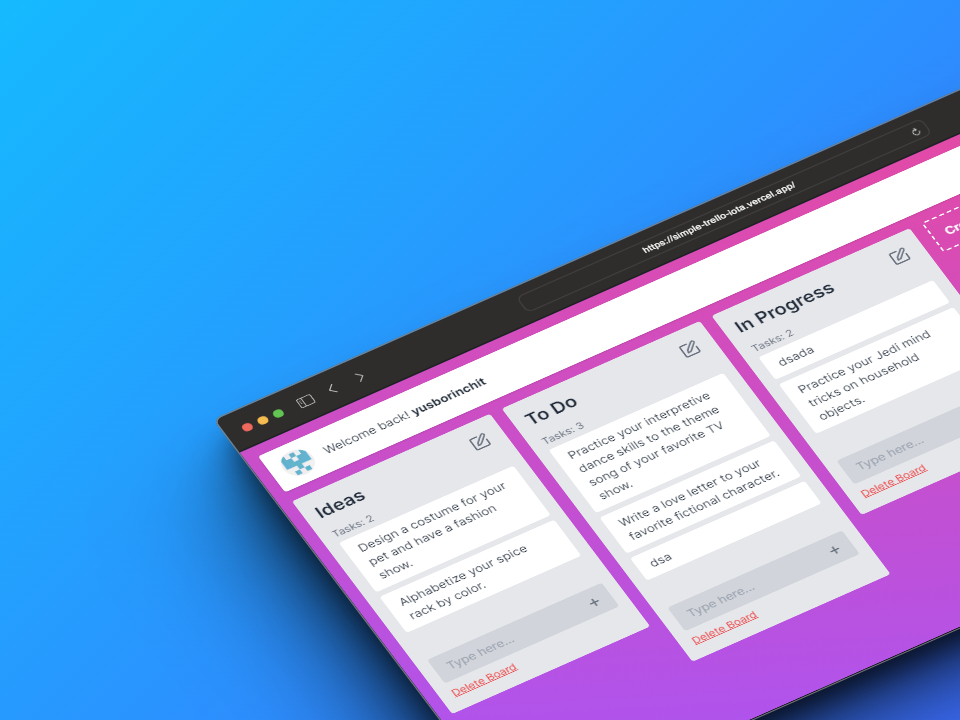 https://simple-trello-iota.vercel.app/
Welcome back! yusborinchit
Ideas
Tasks: 2
Design a costume for your
pet and have a fashion
show.
Alphabetize your spice
rack by color.
Type here...
+
Delete Board
To Do
Tasks: 3
Practice your interpretive
dance skills to the theme
song of your favorite TV
show.
Write a love letter to your
favorite fictional character.
dsa
Type here...
+
Delete Board
In Progress
Tasks: 2
dsada
Practice your Jedi mind
tricks on household
objects.
Type here...
Delete Board